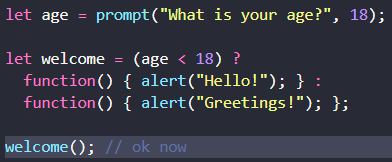 let age = prompt("What is your age?", 18);
let welcome = (age < 18) ?
  function() { alert("Hello!"); } :
  function() { alert("Greetings!"); };
welcome(); // ok now